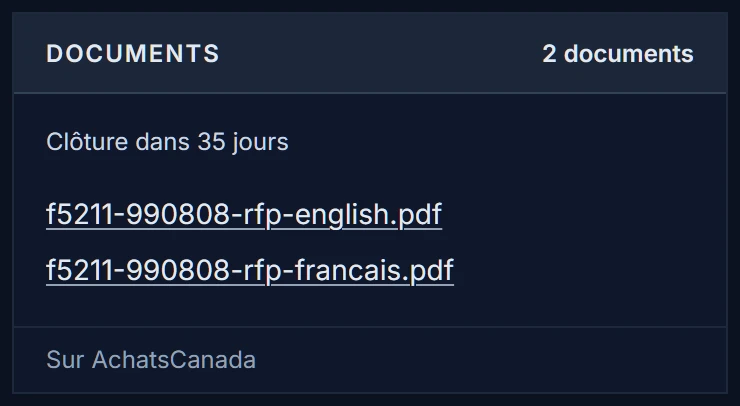 DOCUMENTS 2 documents
Clôture dans 35 jours
f5211-990808-rfp-english.pdf
f5211-990808-rfp-francais.pdf
Sur AchatsCanada